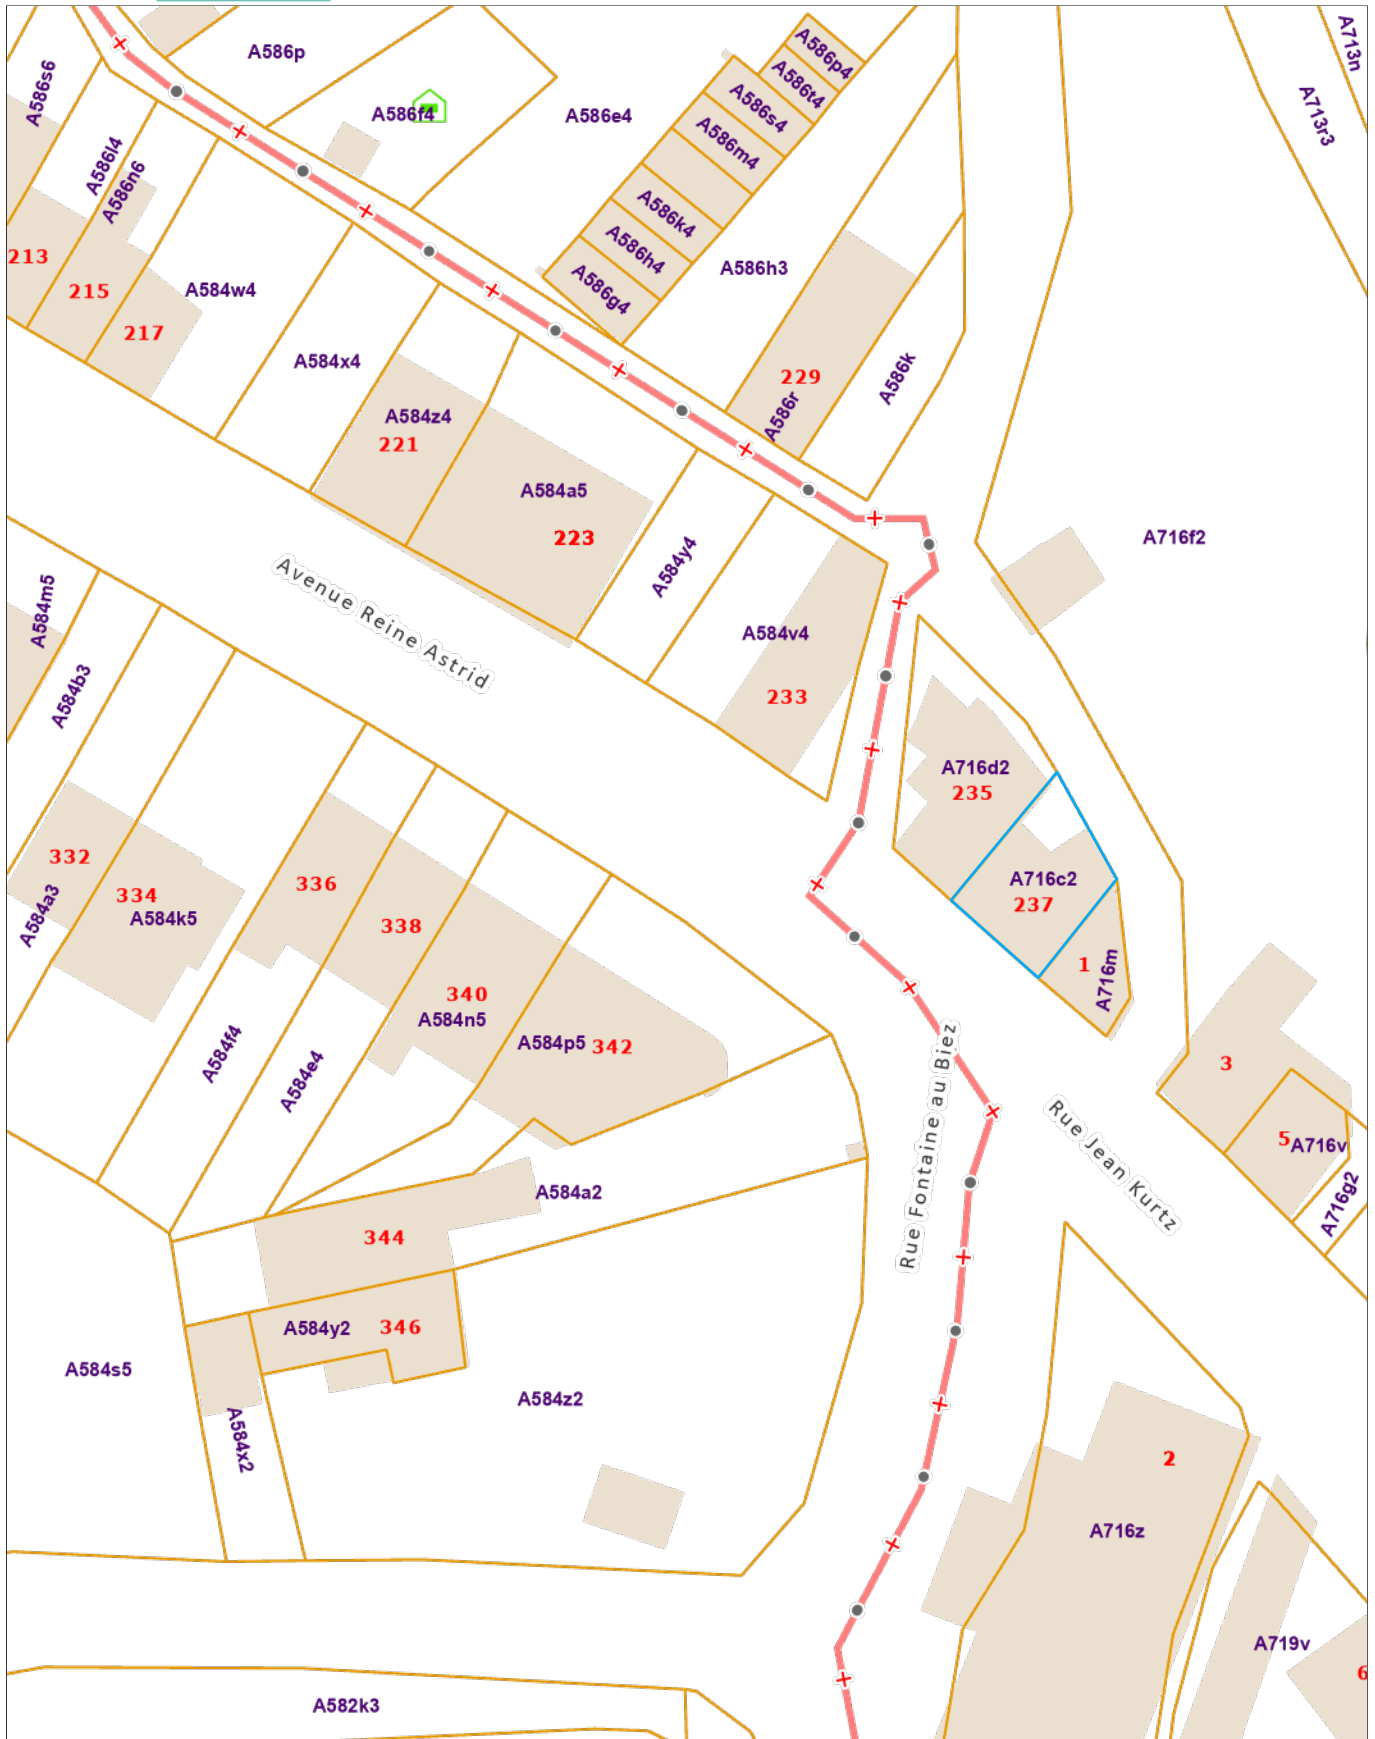 A586p
A713n
A586p4
A586s6
A586t4
A586f4
A586s4
A586e4
A713r3
A586l4
A586m4
A586n6
A586k4
A586h4
213
A586h3
A586g4
215
A584w4
217
A584x4
229
A586k
A586r
A584z4
221
A584a5
223
A716f2
A584y4
Avenue Reine Astrid
A584m5
A584v4
A584b3
233
A716d2
235
332
A716c2
237
336
334
A584a3
A584k5
338
1
A716m
340
A584n5
A584p5 342
A584f4
3
A584e4
Rue Fontaine au Biez
Rue Jean Kurtz
5
A716v
A584a2
A716g2
344
A584y2
346
A584s5
A584z2
A584x2
2
A716z
A719v
6
A582k3